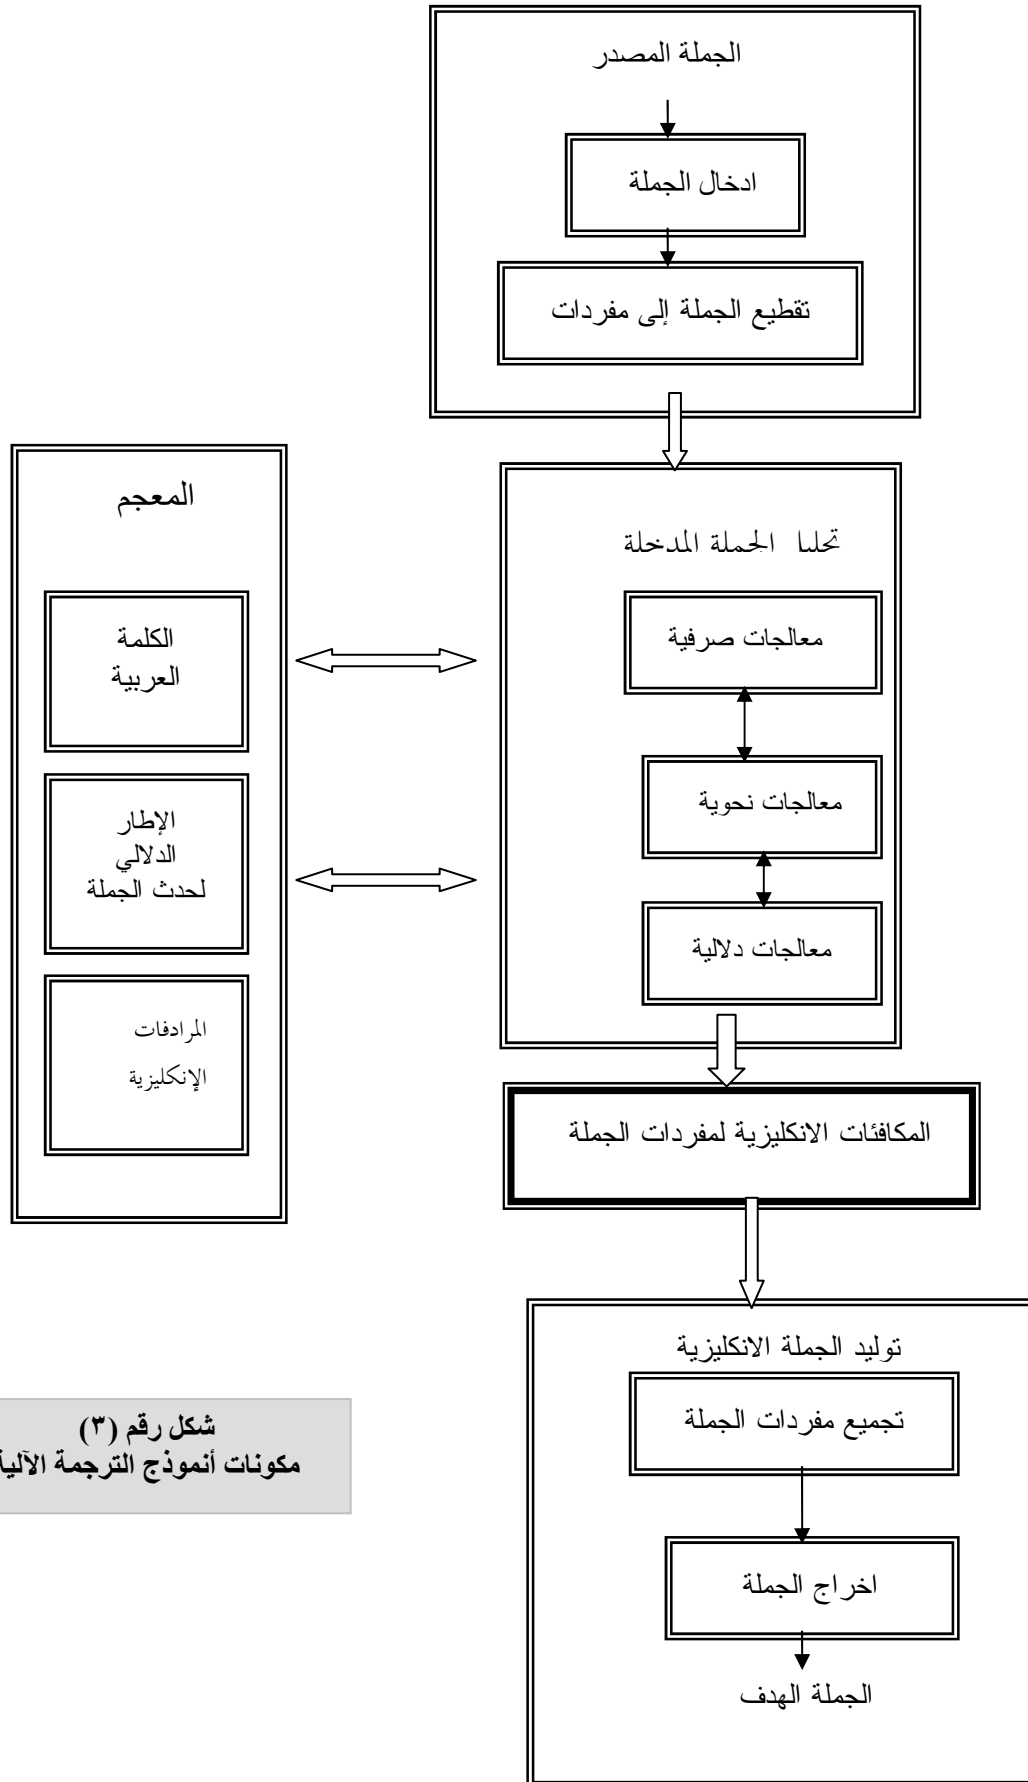 الجملة المصدر
ادخال الجملة
تقطيع الجملة إلى مفردات
المعجم
الكلمة
العربية
الإطار
الدلالي
لحدث الجملة
المرادفات
الإنكليزية
تحليل الجملة المدخلة
معالجات صرفية
معالجات نحوية
معالجات دلالية
المكافئات الانكليزية لمفردات الجملة
توليد الجملة الانكليزية
تجميع مفردات الجملة
اخراج الجملة
الجملة الهدف
شكل رقم (٣)
مكونات أنموذج الترجمة الآلية